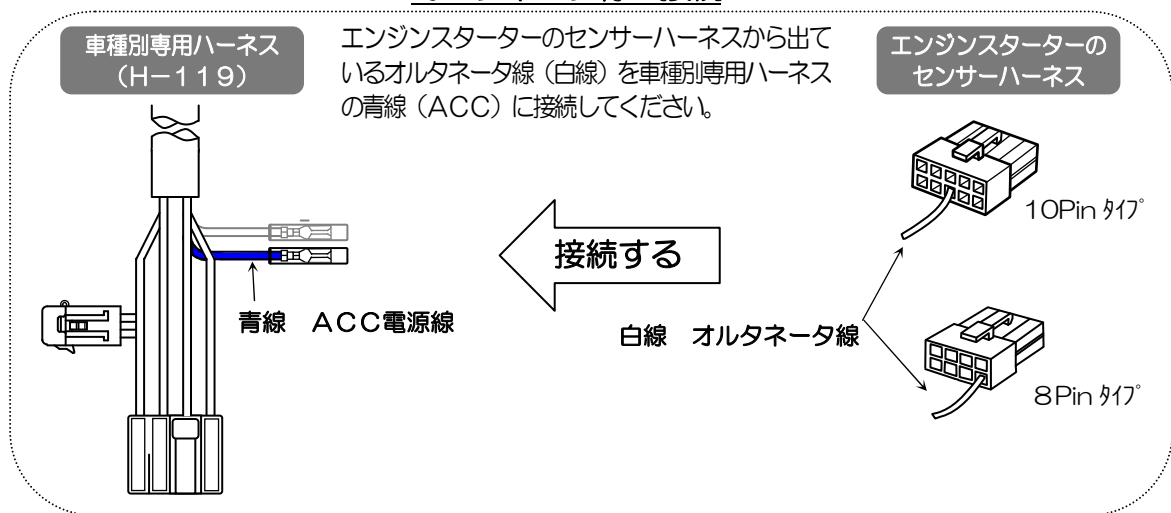 車種別専用ハーネス
(H-119)
エンジンスターターのセンサーハーネスから出て
いるオルタネータ線(白線)を車種別専用ハーネス
の青線(ACC)に接続してください。
エンジンスターターの
センサーハーネス
10Pin ﾀｲﾌﾟ
接続する
青線 ACC電源線
白線 オルタネータ線
8Pin ﾀｲﾌﾟ